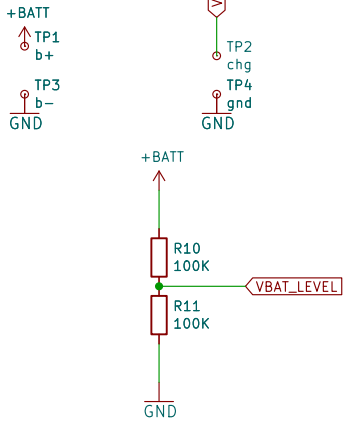 +BATT
TP1
b+
TP3
b-
GND
V
TP2
chg
TP4
gnd
GND
+BATT
R10
100K
VBAT_LEVEL
R11
100K
GND